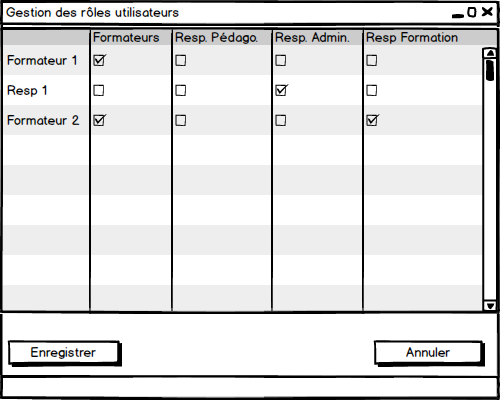 Gestion des rôles utilisateurs
Formateurs Resp. Pédago. Resp. Admin. Resp Formation
Formateur 1
Resp 1
Formateur 2
Enregistrer Annuler